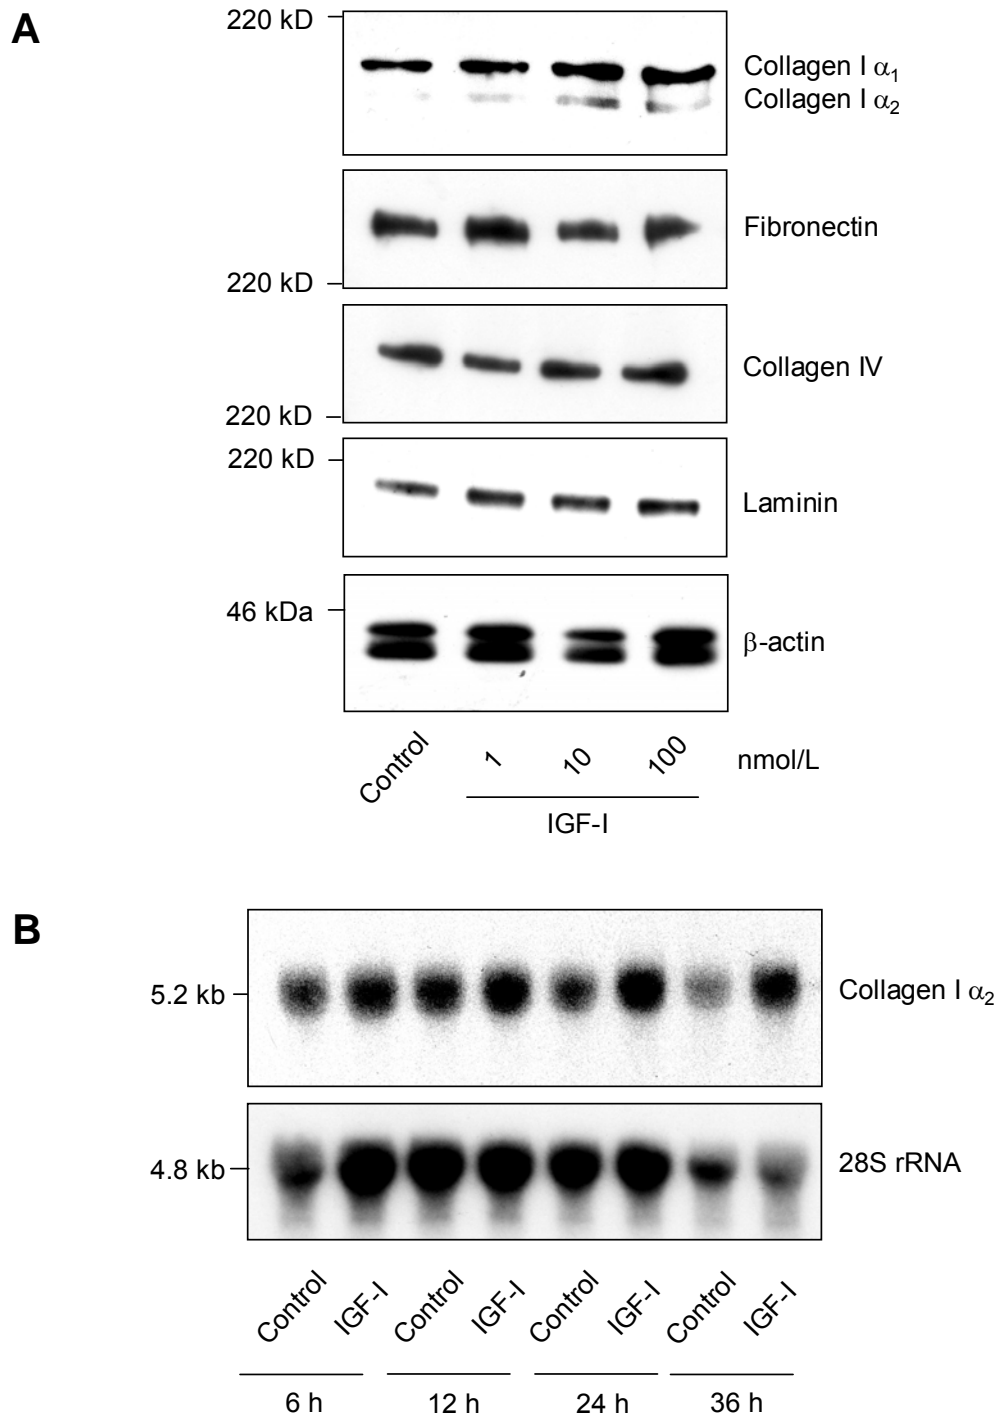 A
220 kD
Collagen I α1
Collagen I α2
Fibronectin
220 kD
Collagen IV
220 kD
220 kD
Laminin
46 kDa
β-actin
Control 1 10 100 nmol/L
IGF-I
B
5.2 kb
Collagen I α2
4.8 kb
28S rRNA
Control IGF-I Control IGF-I Control IGF-I Control IGF-I
6 h 12 h 24 h 36 h